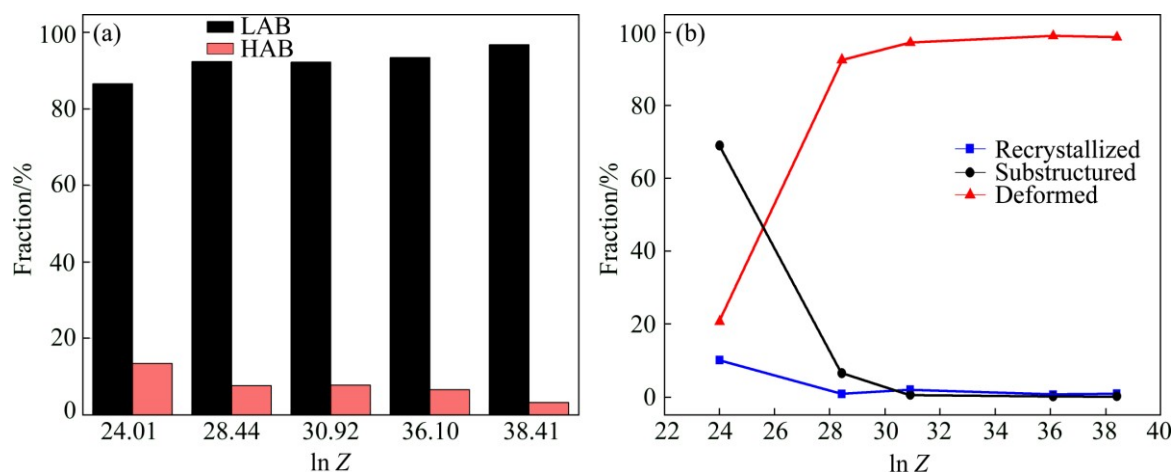 (a)
LAB
HAB
100
80
60
40
20
0
Fraction/%
24.01 28.44 30.92 36.10 38.41
ln Z
(b)
100
80
60
40
20
0
Fraction/%
Recrystallized
Substructured
Deformed
22 24 26 28 30 32 34 36 38 40
ln Z